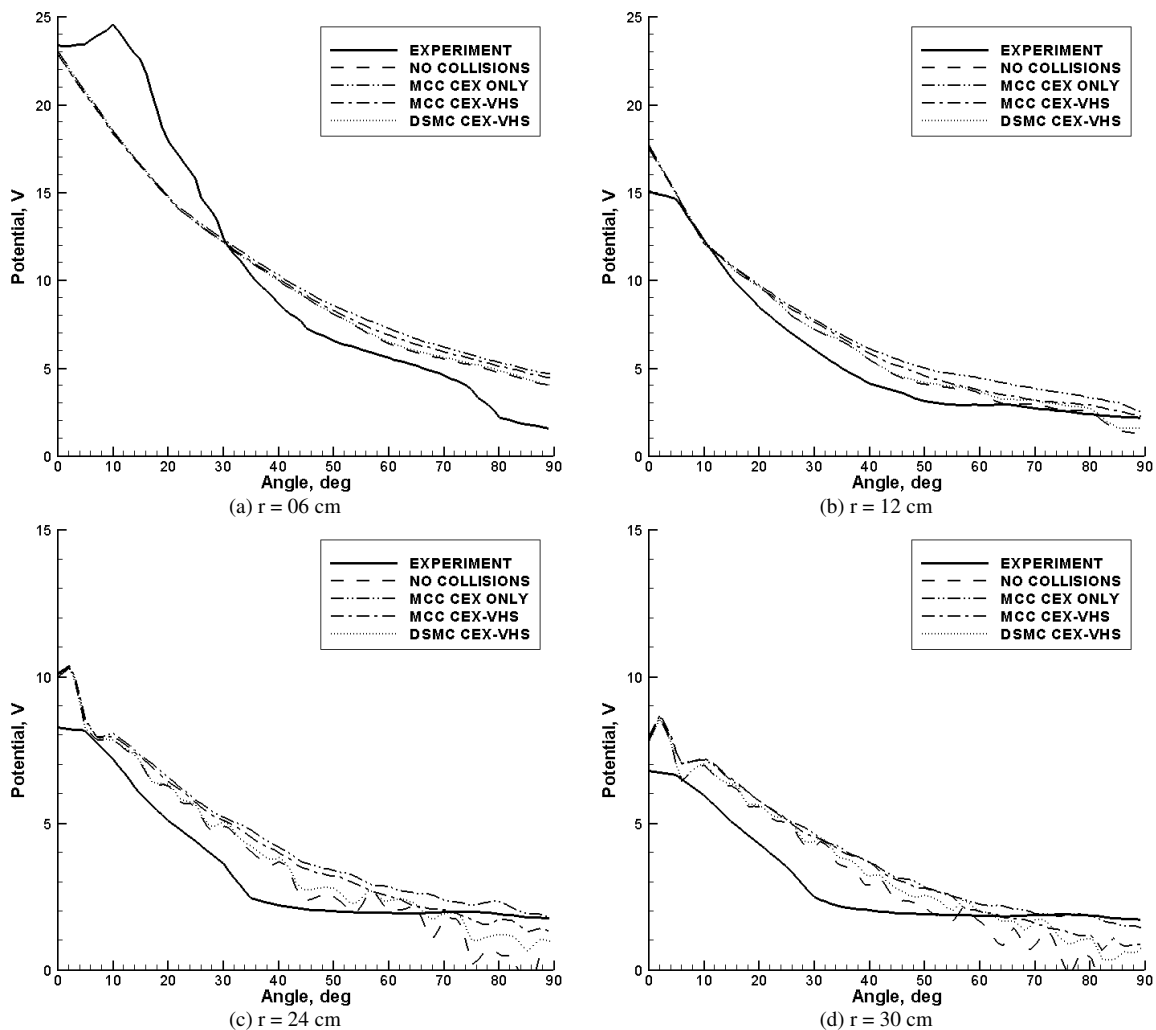 25
20
15
10
5
0
Potential, V
EXPERIMENT
NO COLLISIONS
MCC CEX ONLY
MCC CEX-VHS
DSMC CEX-VHS
0 10 20 30 40 50 60 70 80 90
Angle, deg
(a) r = 06 cm
25
20
15
10
5
0
Potential, V
EXPERIMENT
NO COLLISIONS
MCC CEX ONLY
MCC CEX-VHS
DSMC CEX-VHS
0 10 20 30 40 50 60 70 80 90
Angle, deg
(b) r = 12 cm
15
10
5
0
Potential, V
EXPERIMENT
NO COLLISIONS
MCC CEX ONLY
MCC CEX-VHS
DSMC CEX-VHS
0 10 20 30 40 50 60 70 80 90
Angle, deg
(c) r = 24 cm
15
10
5
0
Potential, V
EXPERIMENT
NO COLLISIONS
MCC CEX ONLY
MCC CEX-VHS
DSMC CEX-VHS
0 10 20 30 40 50 60 70 80 90
Angle, deg
(d) r = 30 cm